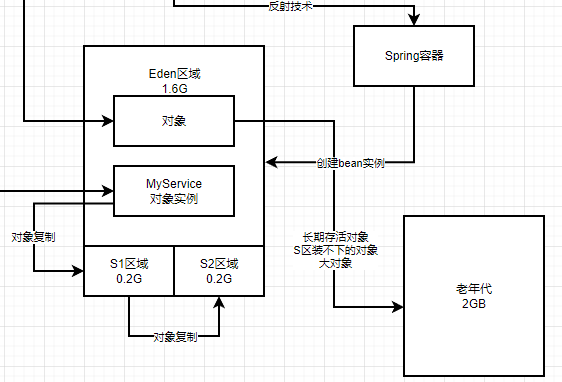 反射技术
Spring容器
Eden区域
1.6G
对象
创建bean实例
MyService
对象实例
对象复制
长期存活对象
S区装不下的对象
大对象
S1区域
0.2G
S2区域
0.2G
老年代
2GB
对象复制